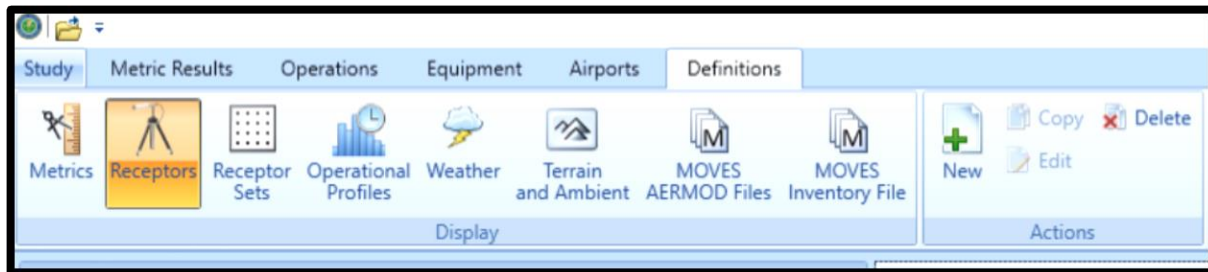 Study Metric Results Operations Equipment Airports Definitions
Metrics
Receptors
Receptor
Sets
Operational
Profiles
Weather
Terrain
and Ambient
M
MOVES
AERMOD Files
M
MOVES
Inventory File
Display
New
Copy
Edit
Delete
Actions